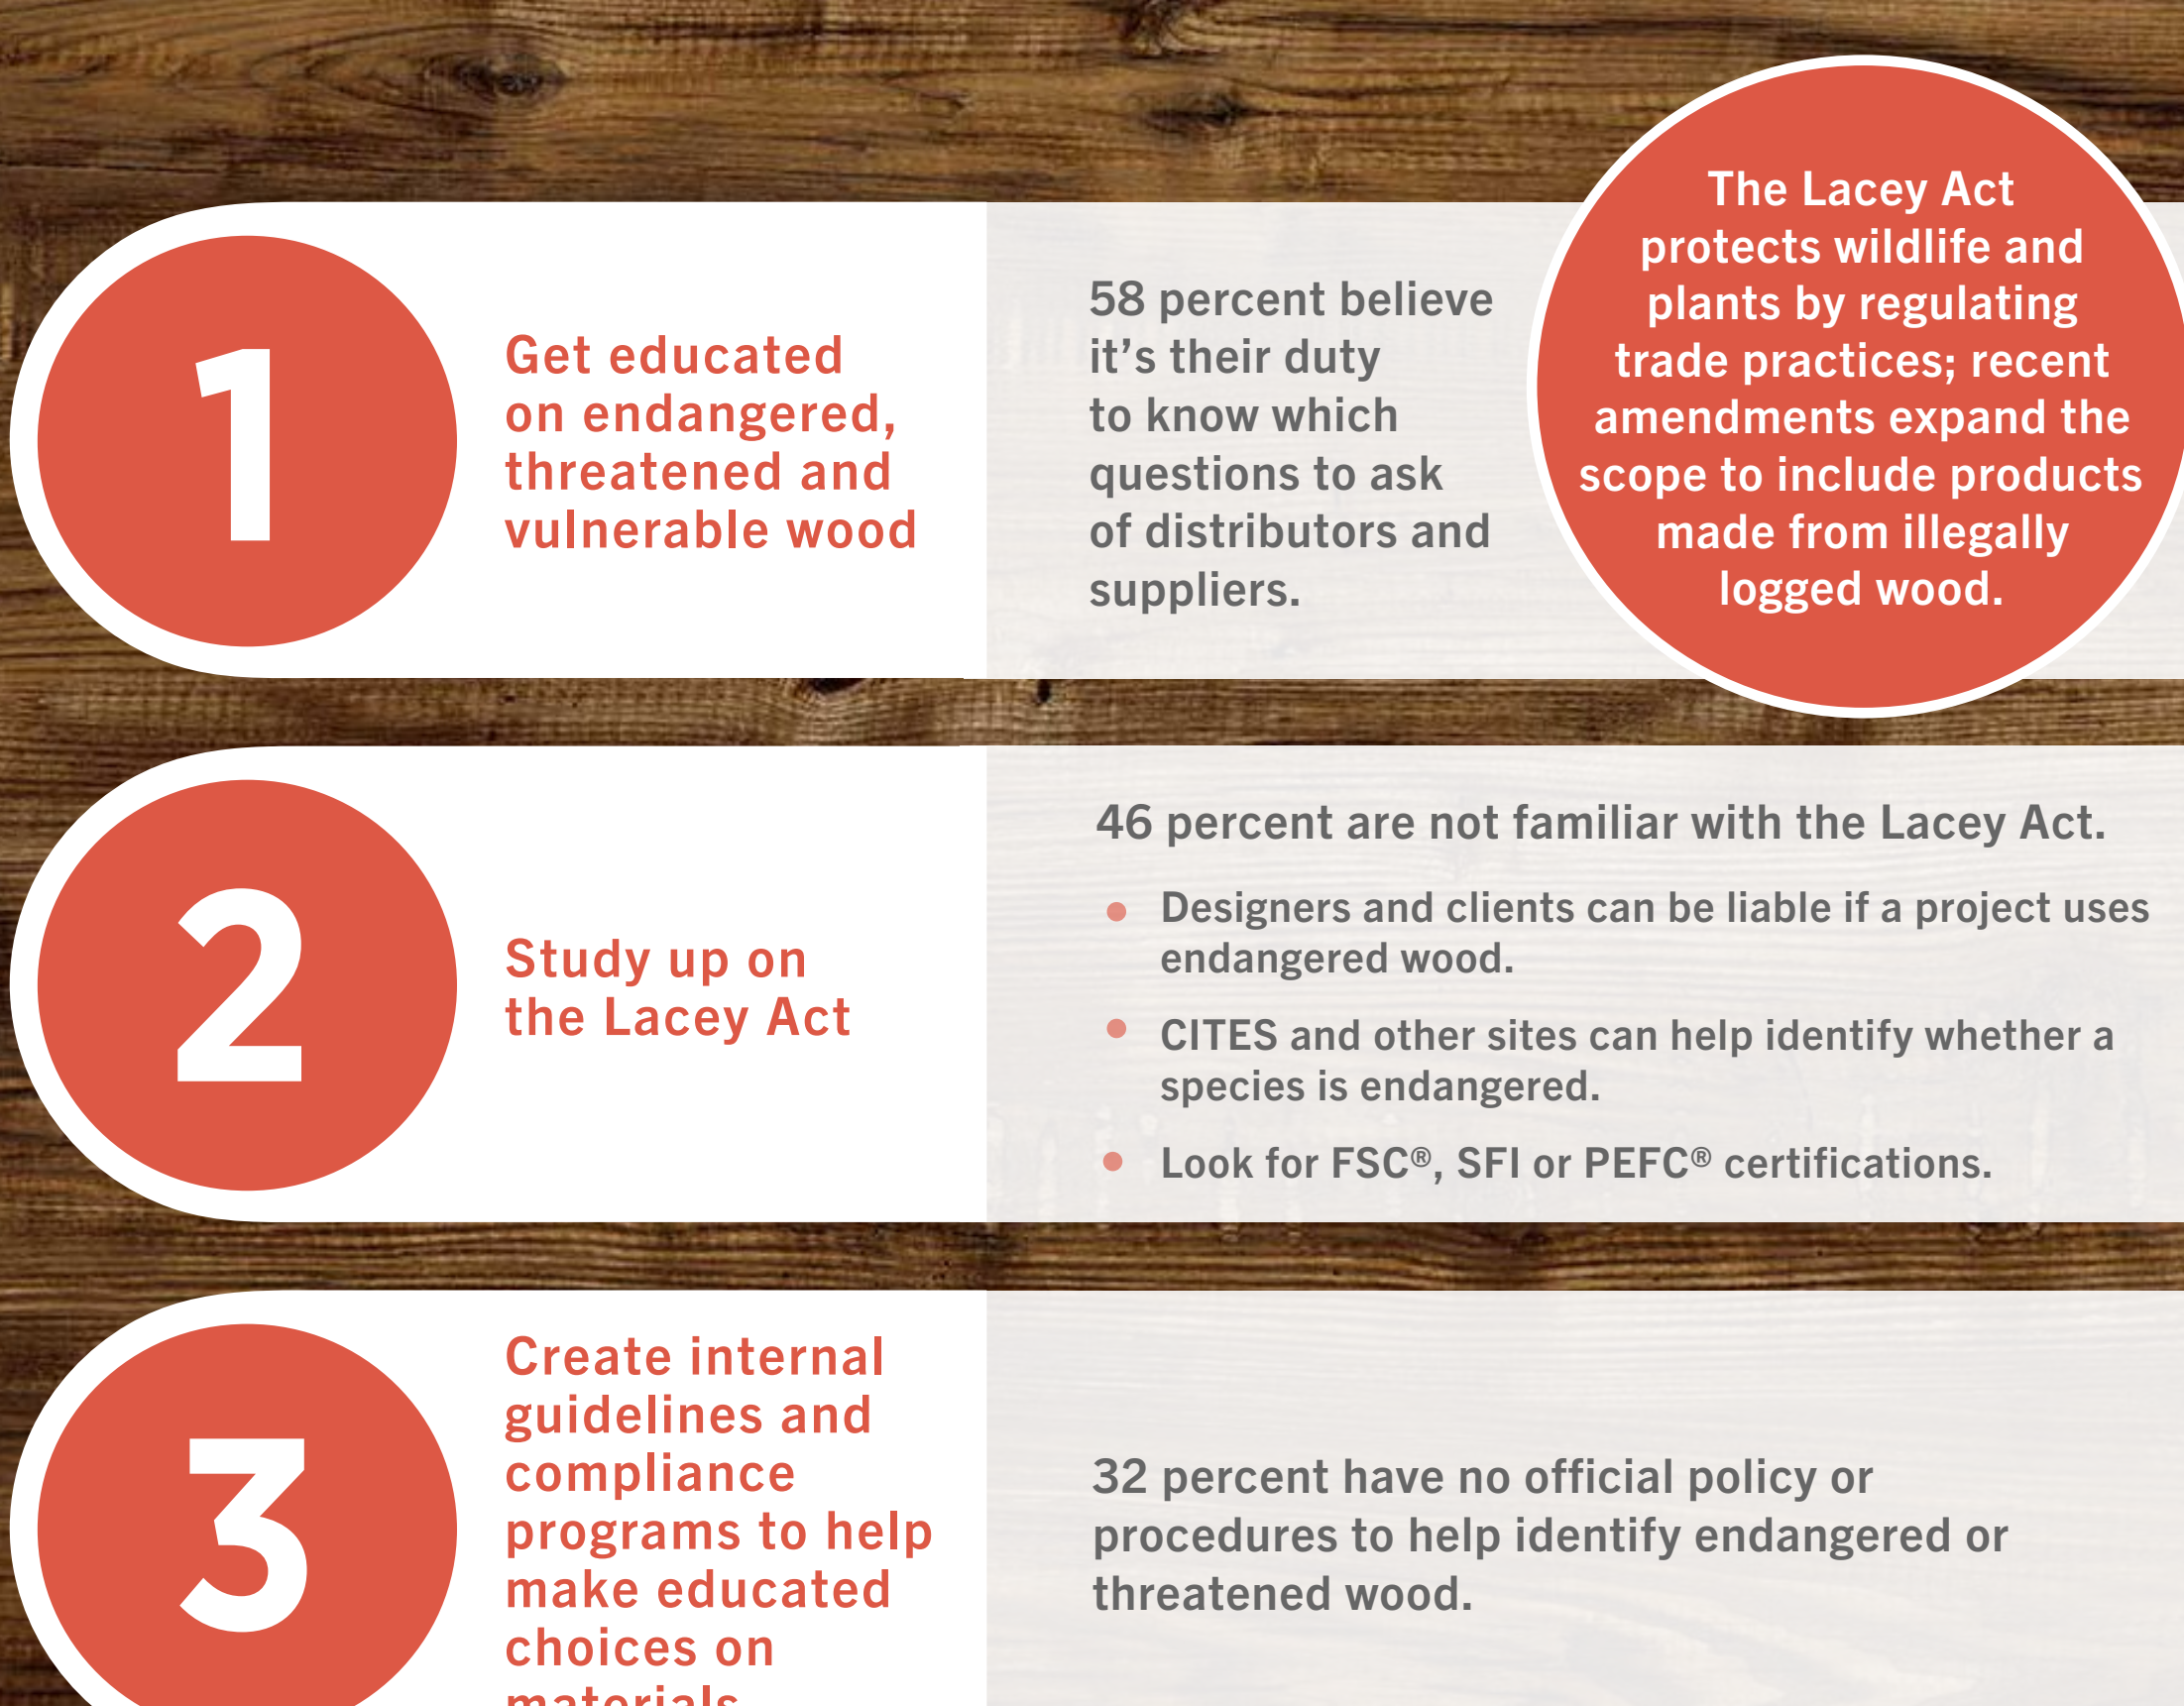 1
Get educated
on endangered,
threatened and
vulnerable wood
58 percent believe
it’s their duty
to know which
questions to ask
of distributors and
suppliers.
The Lacey Act
protects wildlife and
plants by regulating
trade practices; recent
amendments expand the
scope to include products
made from illegally
logged wood.
2
Study up on
the Lacey Act
46 percent are not familiar with the Lacey Act.
• Designers and clients can be liable if a project uses
endangered wood.
• CITES and other sites can help identify whether a
species is endangered.
• Look for FSC®, SFI or PEFC® certifications.
3
Create internal
guidelines and
compliance
programs to help
make educated
choices on
materials
32 percent have no official policy or
procedures to help identify endangered or
threatened wood.